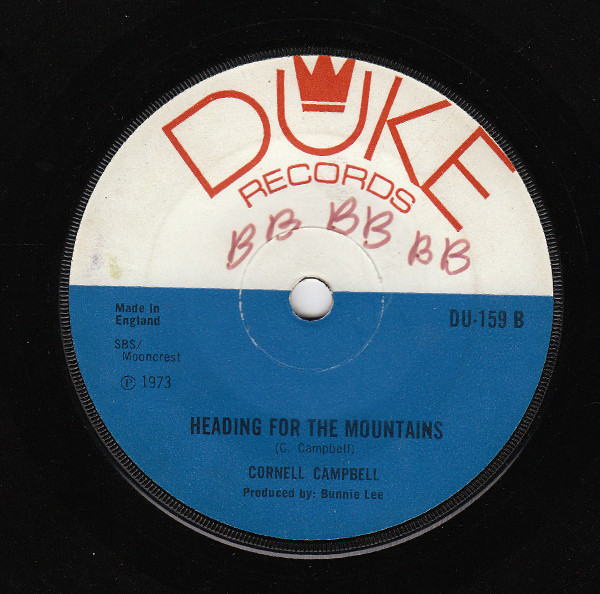 DUKE
RECORDS
BB BB BB
Made In
England
DU-159 B
SBS/
Mooncrest
℗ 1973
HEADING FOR THE MOUNTAINS
(C. Campbell)
CORNELL CAMPBELL
Produced by: Bunnie Lee